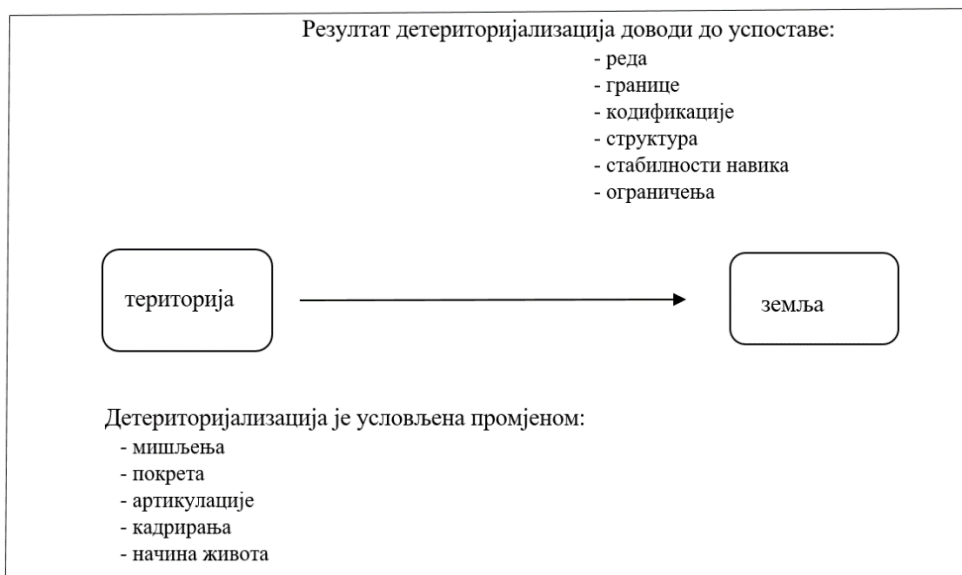 Резултат детериторијализација доводи до успоставе:
- реда
- границе
- кодификације
- структура
- стабилности навика
- ограничења
територија
земља
Детериторијализација је условљена промјеном:
- мишљења
- покрета
- артикулације
- кадрирања
- начина живота